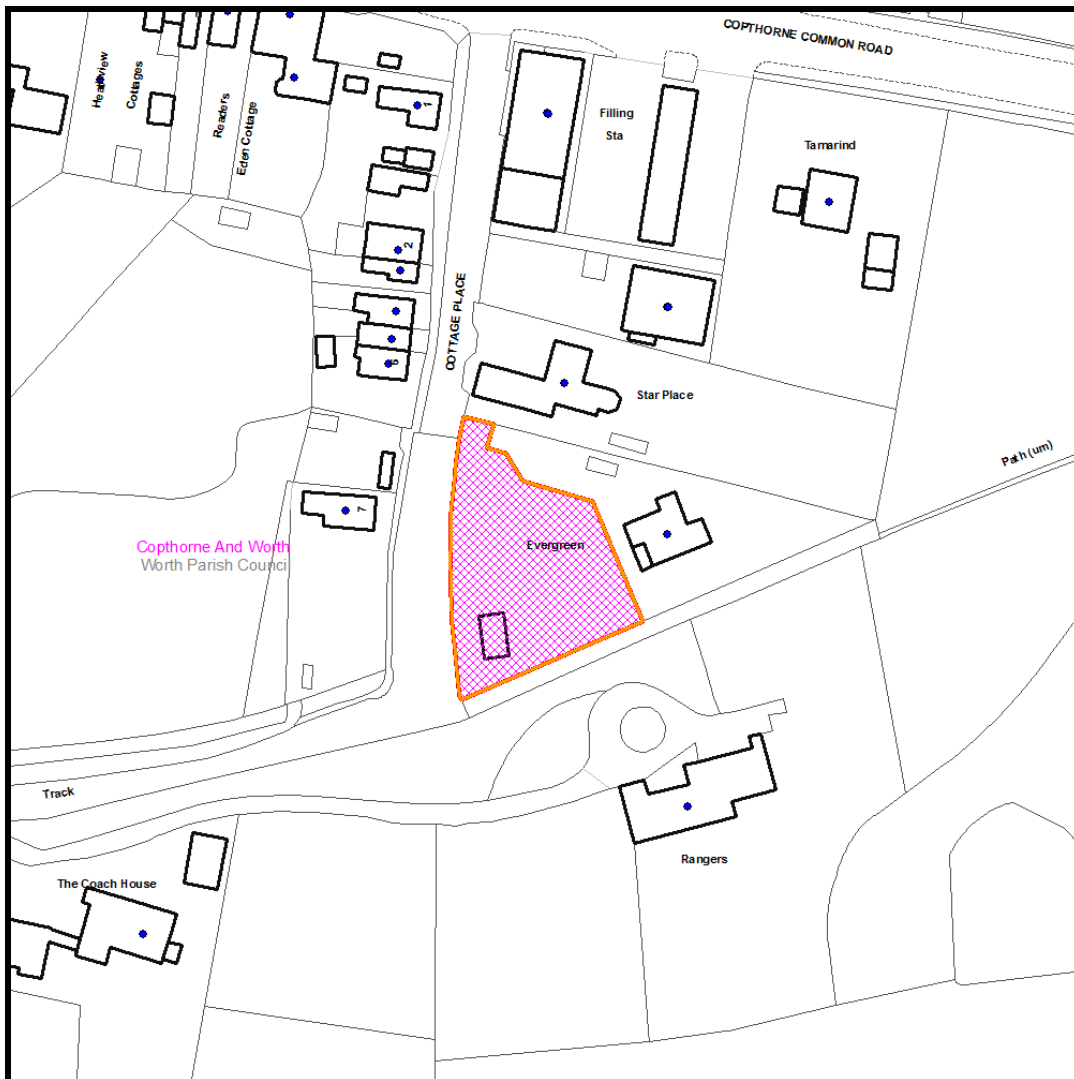 COPTHORNE COMMON ROAD
Heathview
Cottages
Readers
Eden Cottage
1
Filling
Sta
Tamarind
2
COTTAGE PLACE
6
Star Place
Path (um)
7
Evergreen
Copthorne And Worth
Worth Parish Council
Track
Rangers
The Coach House